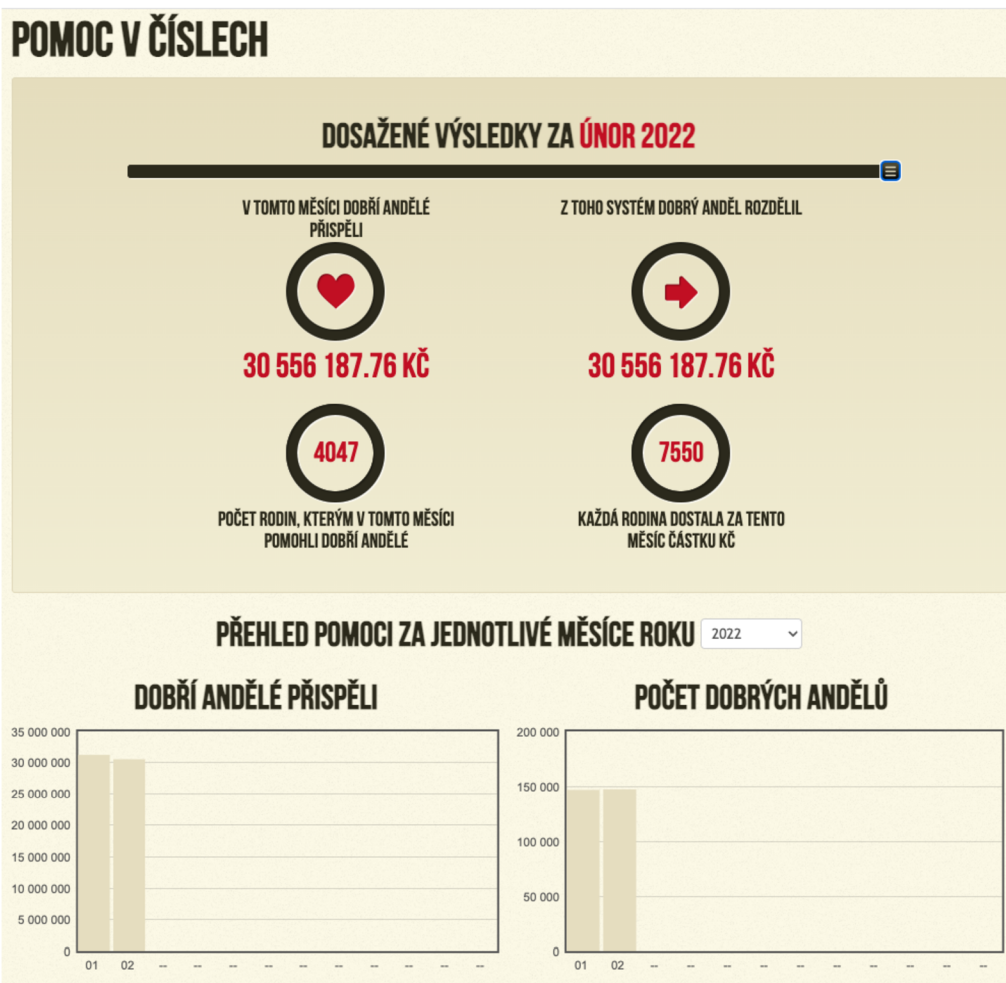 POMOC V ČÍSLECH
DOSAŽENÉ VÝSLEDKY ZA ÚNOR 2022
V TOMTO MĚSÍCI DOBŘÍ ANDĚLÉ
PŘISPĚLI
30 556 187.76 KČ
Z TOHO SYSTÉM DOBRÝ ANDĚL ROZDĚLIL
30 556 187.76 KČ
4047
POČET RODIN, KTERÝM V TOMTO MĚSÍCI
POMOHLI DOBŘÍ ANDĚLÉ
7550
KAŽDÁ RODINA DOSTALA ZA TENTO
MĚSÍC ČÁSTKU KČ
PŘEHLED POMOCI ZA JEDNOTLIVÉ MĚSÍCE ROKU 2022
DOBŘÍ ANDĚLÉ PŘISPĚLI
35 000 000
30 000 000
25 000 000
20 000 000
15 000 000
10 000 000
5 000 000
0
01 02 -- -- -- -- -- -- -- -- -- --
POČET DOBRÝCH ANDĚLŮ
200 000
150 000
100 000
50 000
0
01 02 -- -- -- -- -- -- -- -- -- --